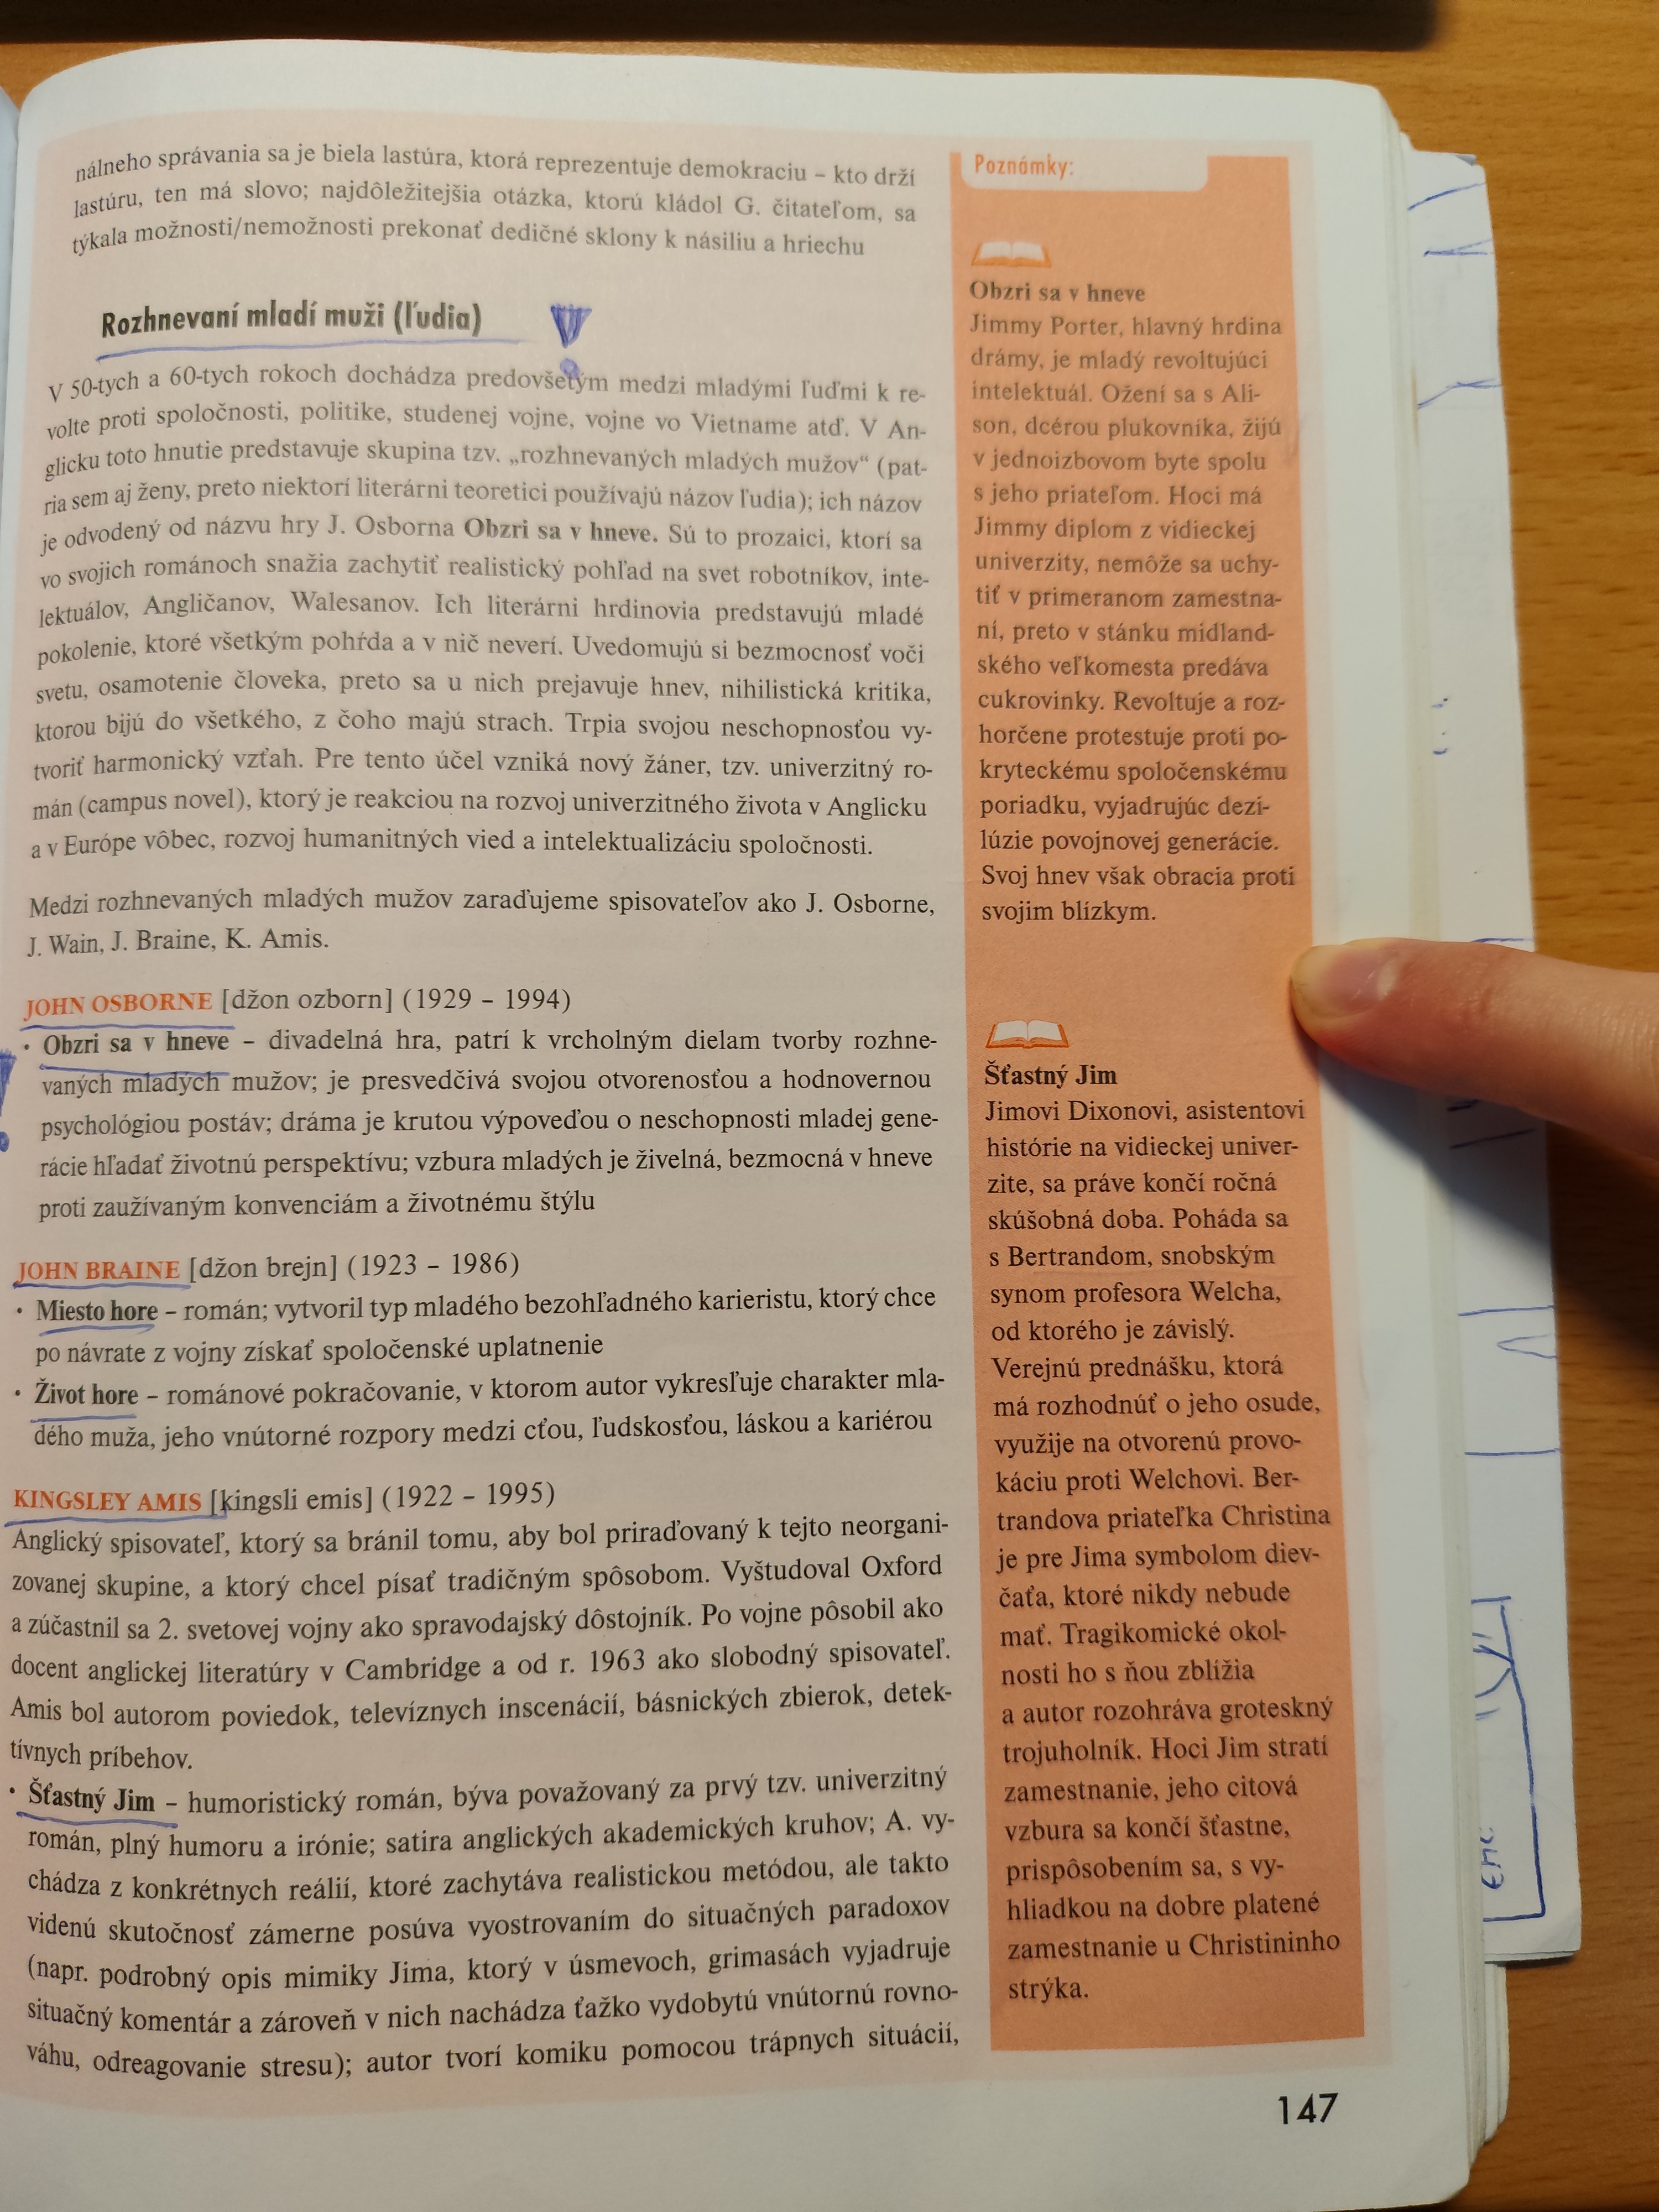 nálneho správania sa je biela lastúra, ktorá reprezentuje demokraciu – kto drží
lastúru, ten má slovo; najdôležitejšia otázka, ktorú kládol G. čitateľom, sa
týkala možnosti/nemožnosti prekonať dedičné sklony k násiliu a hriechu
Rozhnevaní mladí muži (ľudia)
V 50-tych a 60-tych rokoch dochádza predovšetým medzi mladými ľuďmi k re-
volte proti spoločnosti, politike, studenej vojne, vojne vo Vietname atď. V An-
glicku toto hnutie predstavuje skupina tzv. „rozhnevaných mladých mužov“ (pat-
ria sem aj ženy, preto niektorí literárni teoretici používajú názov ľudia); ich názov
je odvodený od názvu hry J. Osborna Obzri sa v hneve. Sú to prozaici, ktorí sa
vo svojich románoch snažia zachytiť realistický pohľad na svet robotníkov, inte-
lektuálov, Angličanov, Walesanov. Ich literárni hrdinovia predstavujú mladé
pokolenie, ktoré všetkým pohŕda a v nič neverí. Uvedomujú si bezmocnosť voči
svetu, osamotenie človeka, preto sa u nich prejavuje hnev, nihilistická kritika,
ktorou bijú do všetkého, z čoho majú strach. Trpia svojou neschopnosťou vy-
tvoriť harmonický vzťah. Pre tento účel vzniká nový žáner, tzv. univerzitný ro-
mán (campus novel), ktorý je reakciou na rozvoj univerzitného života v Anglicku
a v Európe vôbec, rozvoj humanitných vied a intelektualizáciu spoločnosti.
Medzi rozhnevaných mladých mužov zaraďujeme spisovateľov ako J. Osborne,
J. Wain, J. Braine, K. Amis.
JOHN OSBORNE [džon ozborn] (1929 – 1994)
• Obzri sa v hneve – divadelná hra, patrí k vrcholným dielam tvorby rozhne-
vaných mladých mužov; je presvedčivá svojou otvorenosťou a hodnovernou
psychológiou postáv; dráma je krutou výpoveďou o neschopnosti mladej gene-
rácie hľadať životnú perspektívu; vzbura mladých je živelná, bezmocná v hneve
proti zaužívaným konvenciám a životnému štýlu
JOHN BRAINE [džon brejn] (1923 – 1986)
• Miesto hore – román; vytvoril typ mladého bezohľadného karieristu, ktorý chce
po návrate z vojny získať spoločenské uplatnenie
• Život hore – románové pokračovanie, v ktorom autor vykresľuje charakter mla-
dého muža, jeho vnútorné rozpory medzi cťou, ľudskosťou, láskou a kariérou
KINGSLEY AMIS [kingsli emis] (1922 – 1995)
Anglický spisovateľ, ktorý sa bránil tomu, aby bol priraďovaný k tejto neorgani-
zovanej skupine, a ktorý chcel písať tradičným spôsobom. Vyštudoval Oxford
a zúčastnil sa 2. svetovej vojny ako spravodajský dôstojník. Po vojne pôsobil ako
docent anglickej literatúry v Cambridge a od r. 1963 ako slobodný spisovateľ.
Amis bol autorom poviedok, televíznych inscenácií, básnických zbierok, detek-
tívnych príbehov.
• Šťastný Jim – humoristický román, býva považovaný za prvý tzv. univerzitný
román, plný humoru a irónie; satira anglických akademických kruhov; A. vy-
chádza z konkrétnych reálií, ktoré zachytáva realistickou metódou, ale takto
videnú skutočnosť zámerne posúva vyostrovaním do situačných paradoxov
(napr. podrobný opis mimiky Jima, ktorý v úsmevoch, grimasách vyjadruje
situačný komentár a zároveň v nich nachádza ťažko vydobytú vnútornú rovno-
váhu, odreagovanie stresu); autor tvorí komiku pomocou trápnych situácií,
Poznámky:
Obzri sa v hneve
Jimmy Porter, hlavný hrdina
drámy, je mladý revoltujúci
intelektuál. Ožení sa s Ali-
son, dcérou plukovníka, žijú
v jednoizbovom byte spolu
s jeho priateľom. Hoci má
Jimmy diplom z vidieckej
univerzity, nemôže sa uchy-
tiť v primeranom zamestna-
ní, preto v stánku midland-
ského veľkomesta predáva
cukrovinky. Revoltuje a roz-
horčene protestuje proti po-
kryteckému spoločenskému
poriadku, vyjadrujúc dezi-
lúzie povojnovej generácie.
Svoj hnev však obracia proti
svojim blízkym.
Šťastný Jim
Jimovi Dixonovi, asistentovi
histórie na vidieckej univer-
zite, sa práve končí ročná
skúšobná doba. Poháda sa
s Bertrandom, snobským
synom profesora Welcha,
od ktorého je závislý.
Verejnú prednášku, ktorá
má rozhodnúť o jeho osude,
využije na otvorenú provo-
káciu proti Welchovi. Ber-
trandova priateľka Christina
je pre Jima symbolom diev-
čaťa, ktoré nikdy nebude
mať. Tragikomické okol-
nosti ho s ňou zblížia
a autor rozohráva groteskný
trojuholník. Hoci Jim stratí
zamestnanie, jeho citová
vzbura sa končí šťastne,
prispôsobením sa, s vy-
hliadkou na dobre platené
zamestnanie u Christininho
strýka.
147